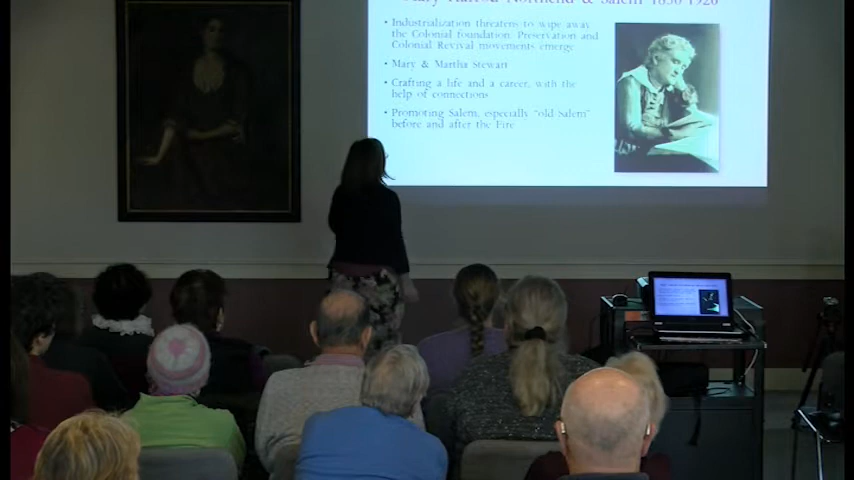 Mary Harrod Northend & Salem 1850-1926
• Industrialization threatens to wipe away
the Colonial foundation. Preservation and
Colonial Revival movements emerge
• Mary & Martha Stewart
• Crafting a life and a career, with the
help of connections
• Promoting Salem, especially "old Salem"
before and after the Fire